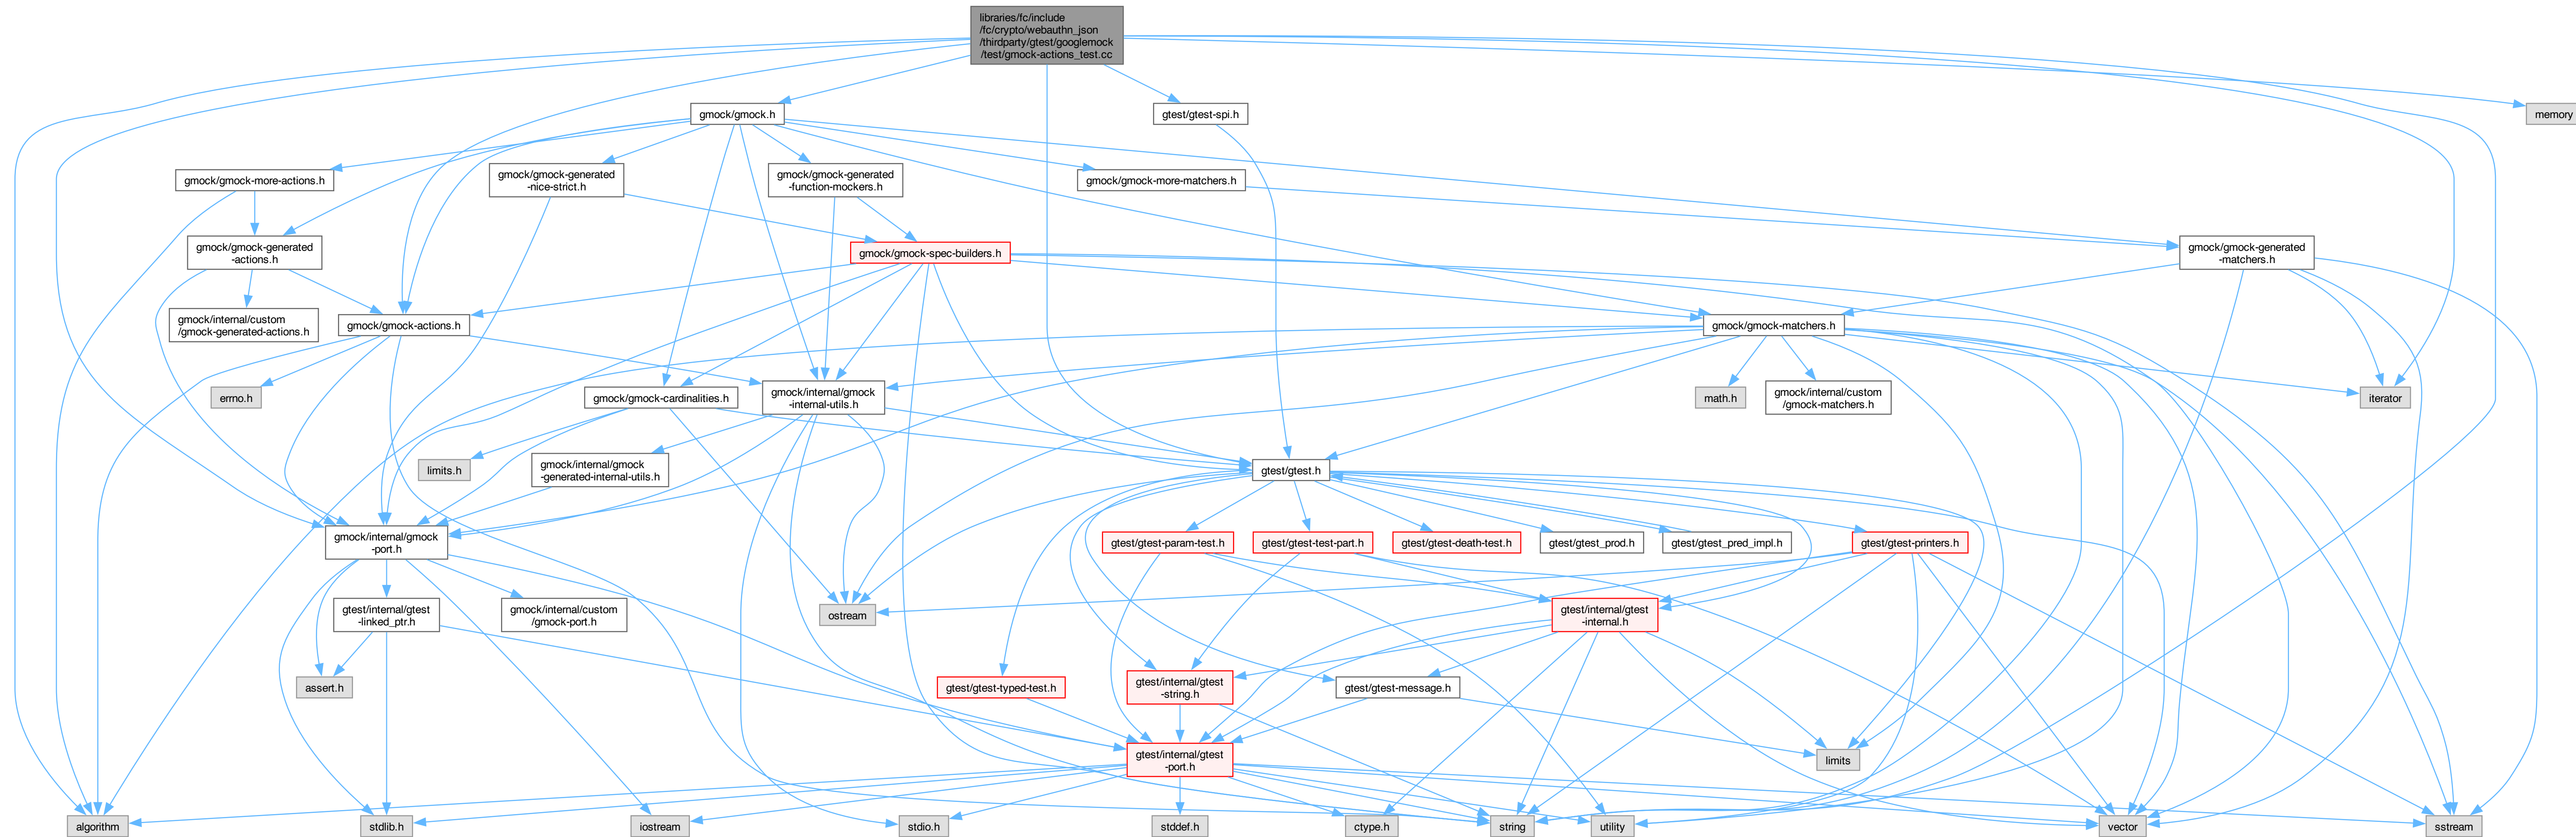 libraries/fc/include
/fc/crypto/webauthn_json
/thirdparty/gtest/googlemock
/test/gmock-actions_test.cc
gmock/gmock.h
gtest/gtest-spi.h
memory
gmock/gmock-more-actions.h
gmock/gmock-generated
-nice-strict.h
gmock/gmock-generated
-function-mockers.h
gmock/gmock-more-matchers.h
gmock/gmock-generated
-actions.h
gmock/gmock-spec-builders.h
gmock/gmock-generated
-matchers.h
gmock/internal/custom
/gmock-generated-actions.h
gmock/gmock-actions.h
gmock/gmock-matchers.h
errno.h
gmock/gmock-cardinalities.h
gmock/internal/gmock
-internal-utils.h
math.h
gmock/internal/custom
/gmock-matchers.h
iterator
limits.h
gmock/internal/gmock
-generated-internal-utils.h
gtest/gtest.h
gmock/internal/gmock
-port.h
gtest/gtest-param-test.h
gtest/gtest-test-part.h
gtest/gtest-death-test.h
gtest/gtest_prod.h
gtest/gtest_pred_impl.h
gtest/gtest-printers.h
gtest/internal/gtest
-linked_ptr.h
gmock/internal/custom
/gmock-port.h
ostream
gtest/internal/gtest
-internal.h
assert.h
gtest/gtest-typed-test.h
gtest/internal/gtest
-string.h
gtest/gtest-message.h
gtest/internal/gtest
-port.h
limits
algorithm
stdlib.h
iostream
stdio.h
stddef.h
ctype.h
string
utility
vector
sstream